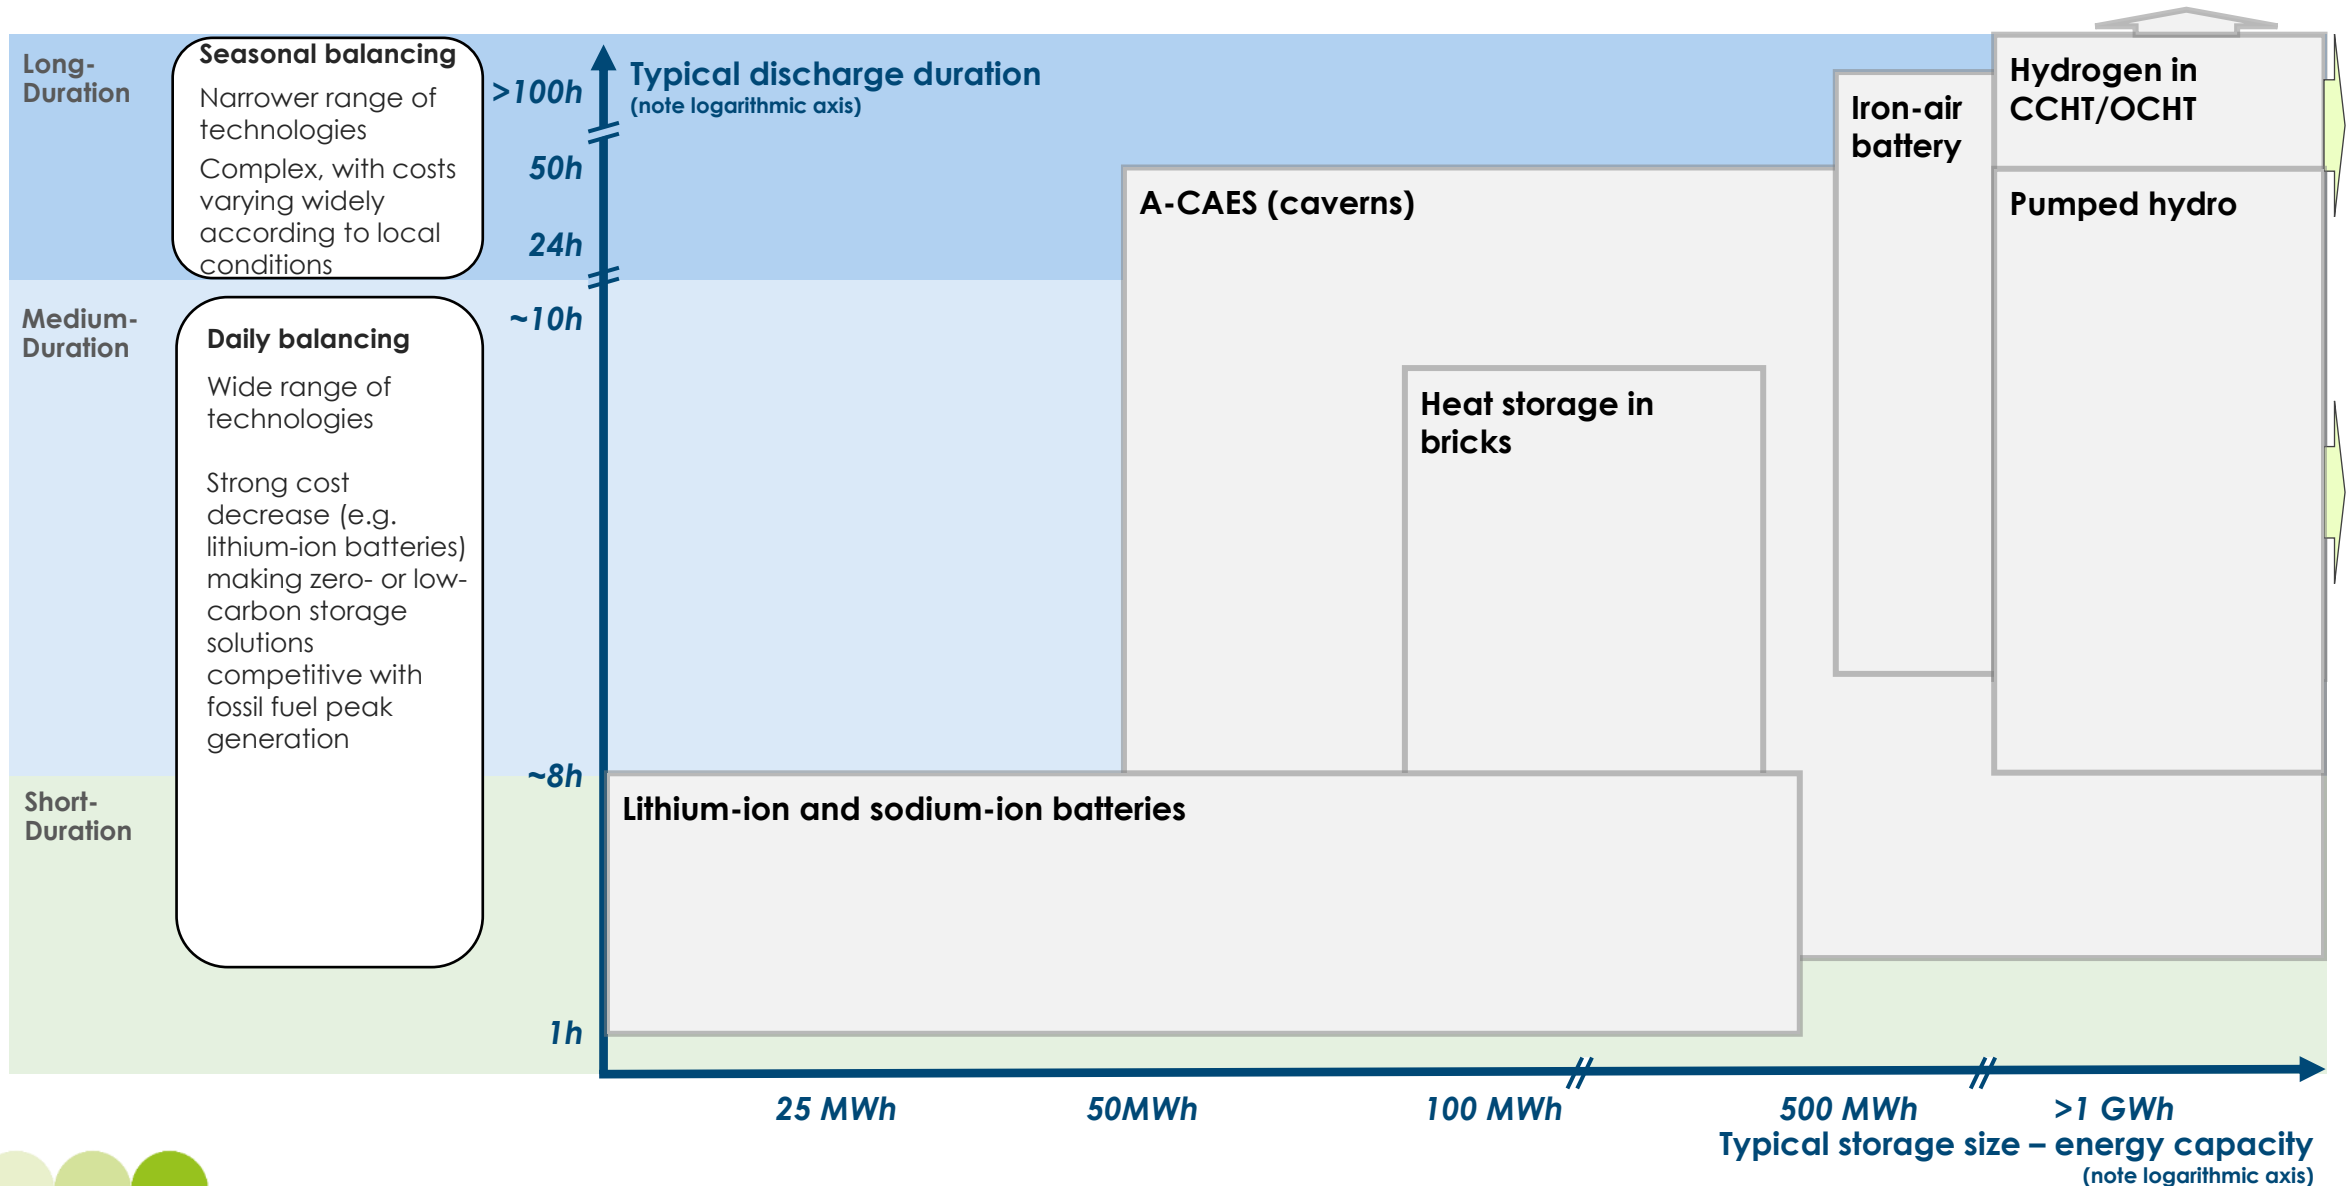 Long-
Duration
Seasonal balancing
Narrower range of
technologies
Complex, with costs
varying widely
according to local
conditions
Medium-
Duration
Daily balancing
Wide range of
technologies
Strong cost
decrease (e.g.
lithium-ion batteries)
making zero- or low-
carbon storage
solutions
competitive with
fossil fuel peak
generation
Short-
Duration
>100h
50h
24h
~10h
~8h
1h
Typical discharge duration
(note logarithmic axis)
A-CAES (caverns)
Heat storage in
bricks
Iron-air
battery
Hydrogen in
CCHT/OCHT
Pumped hydro
Lithium-ion and sodium-ion batteries
25 MWh
50MWh
100 MWh
500 MWh
>1 GWh
Typical storage size – energy capacity
(note logarithmic axis)